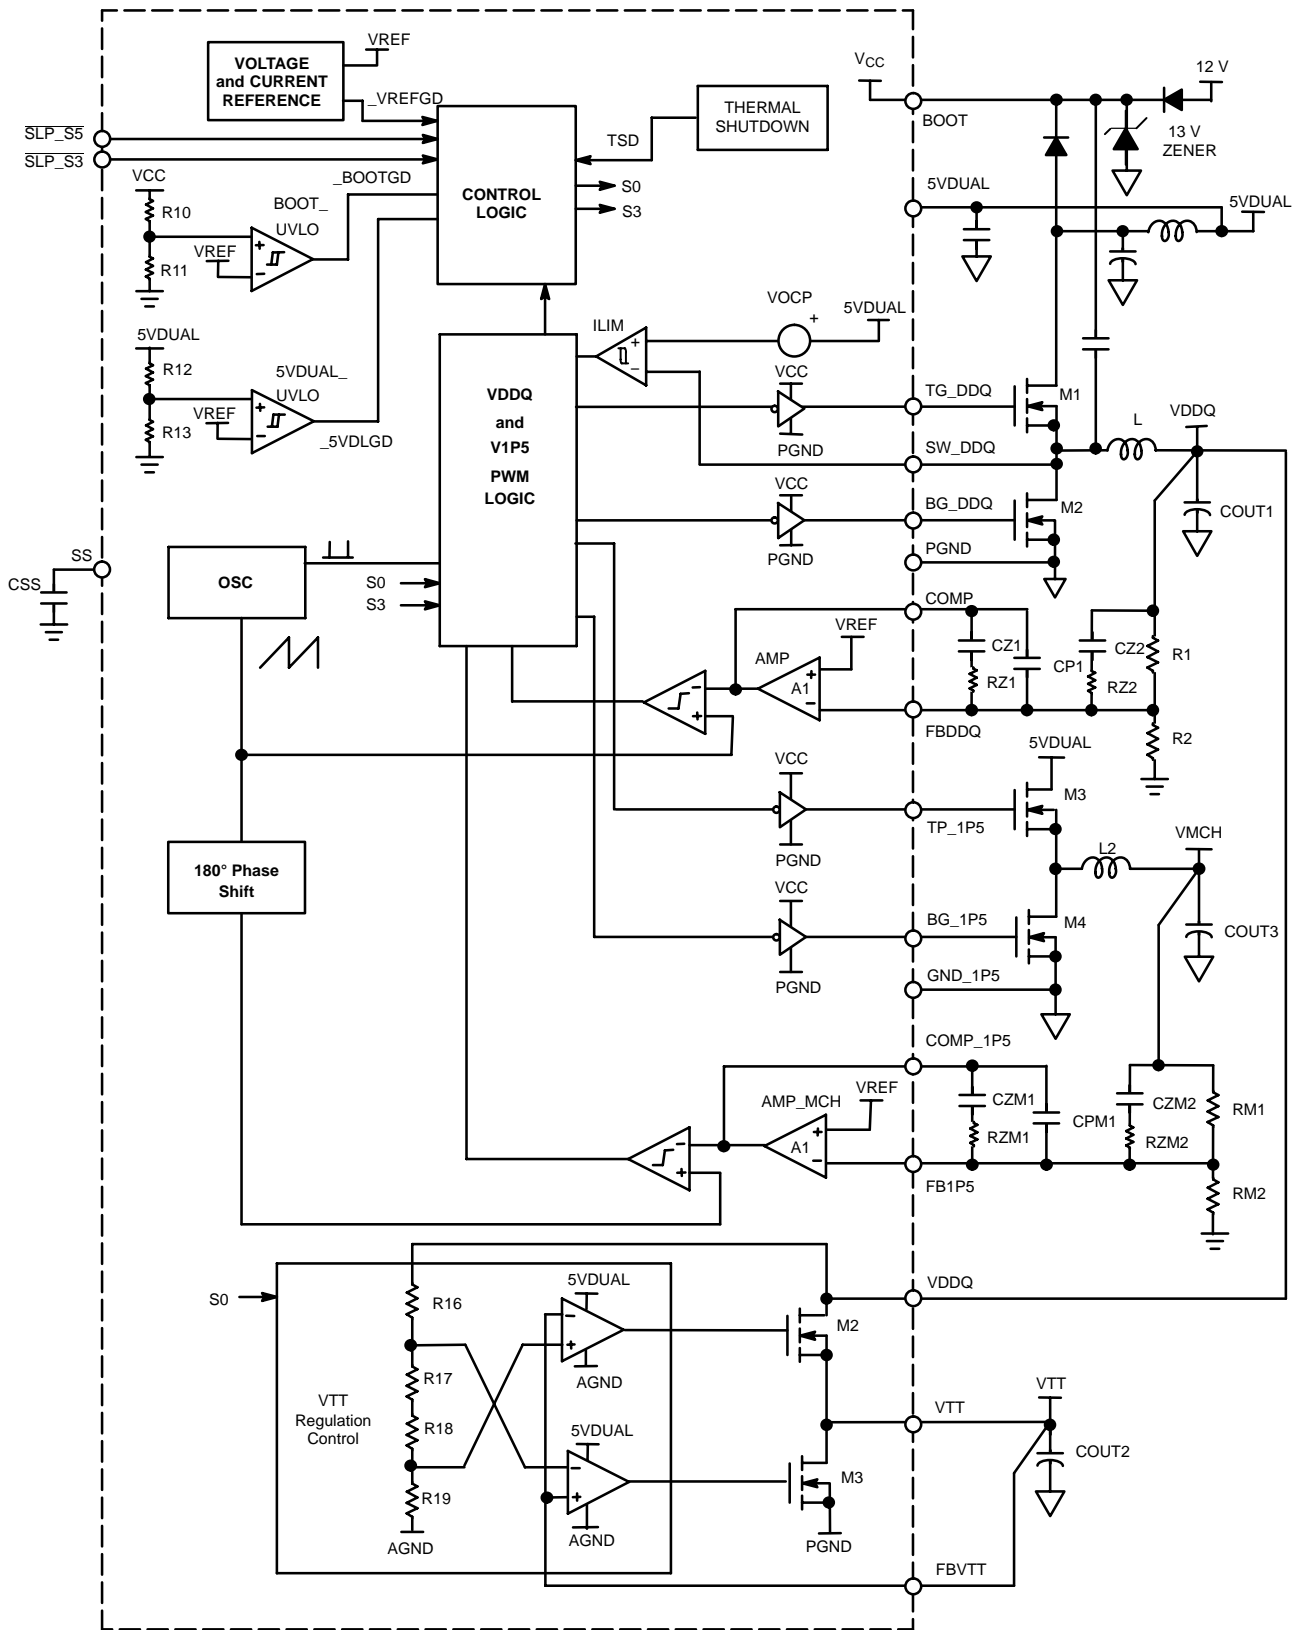 VREF
VOLTAGE
and CURRENT
REFERENCE
_VREFGD
THERMAL
SHUTDOWN
TSD
VCC
BOOT
12 V
13 V
ZENER
SLP_S5
SLP_S3
VCC
R10
R11
VREF
BOOT_
UVLO
_BOOTGD
CONTROL
LOGIC
S0
S3
5VDUAL
5VDUAL
5VDUAL
R12
R13
VREF
5VDUAL_
UVLO
_5VDLGD
ILIM
VOCP
+
5VDUAL
VDDQ
and
V1P5
PWM
LOGIC
VCC
PGND
TG_DDQ
M1
SW_DDQ
L
VDDQ
COUT1
VCC
PGND
BG_DDQ
M2
PGND
SS
CSS
OSC
S0
S3
COMP
VREF
AMP
A1
+
−
−
+
CZ1
RZ1
CP1
CZ2
RZ2
R1
R2
FBDDQ
5VDUAL
M3
VCC
PGND
TP_1P5
180° Phase
Shift
L2
VMCH
COUT3
VCC
PGND
BG_1P5
M4
GND_1P5
COMP_1P5
VREF
AMP_MCH
A1
+
−
−
+
CZM1
RZM1
CPM1
CZM2
RZM2
RM1
RM2
FB1P5
S0
R16
R17
R18
R19
AGND
VTT
Regulation
Control
5VDUAL
−
+
AGND
5VDUAL
−
+
AGND
VDDQ
M2
VTT
VTT
COUT2
M3
PGND
FBVTT